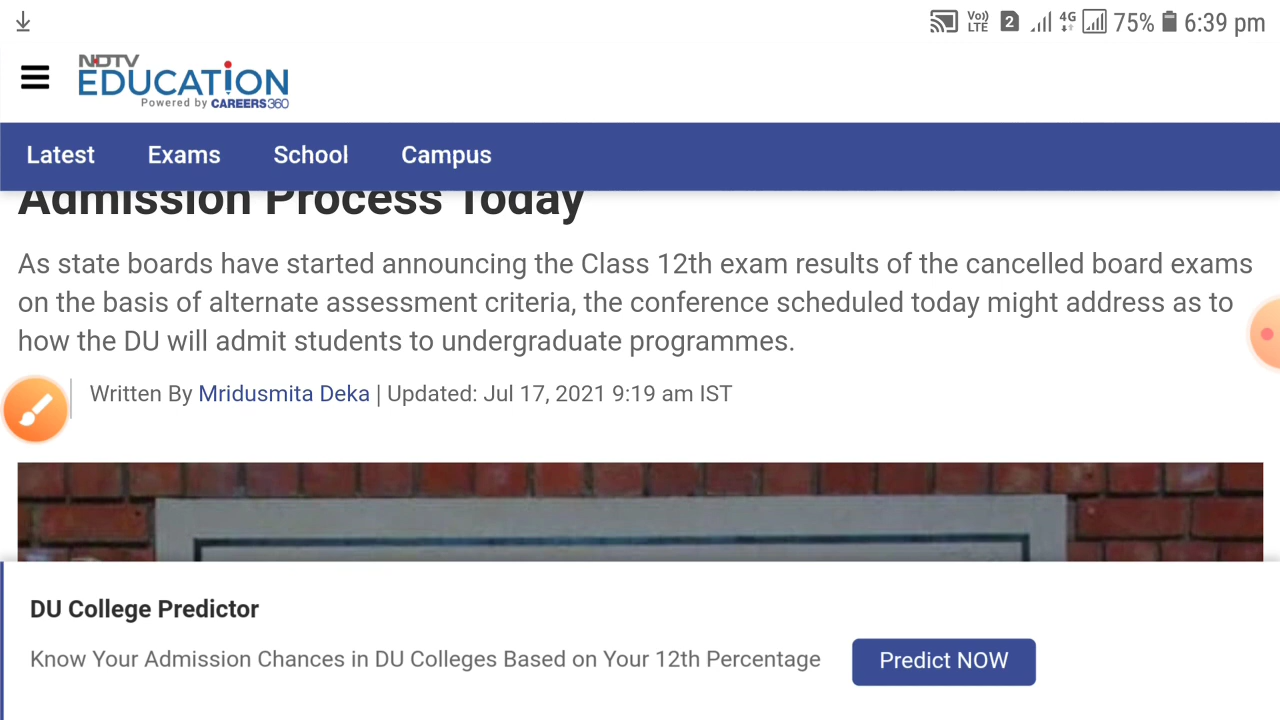 Vo)) LTE 2 4G 75% 6:39 pm
NDTV
EDUCATION
Powered by CAREERS360
Latest Exams School Campus
Admission Process Today
As state boards have started announcing the Class 12th exam results of the cancelled board exams
on the basis of alternate assessment criteria, the conference scheduled today might address as to
how the DU will admit students to undergraduate programmes.
Written By Mridusmita Deka | Updated: Jul 17, 2021 9:19 am IST
DU College Predictor
Know Your Admission Chances in DU Colleges Based on Your 12th Percentage
Predict NOW